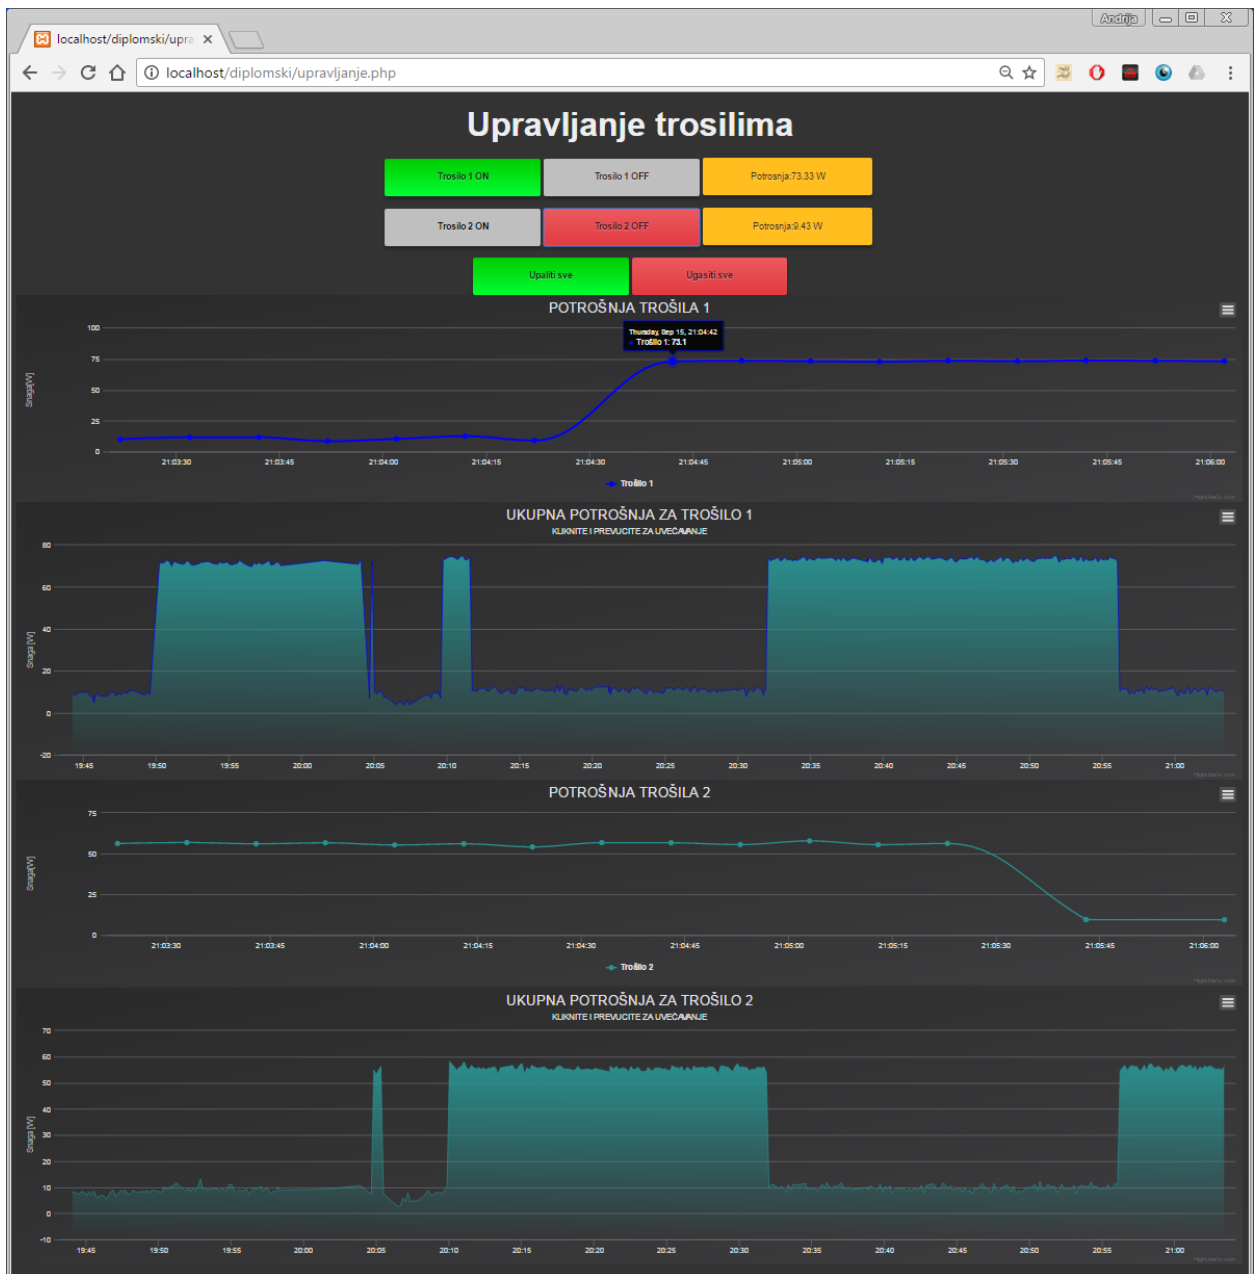 Andrija
localhost/diplomski/upra
localhost/diplomski/upravljanje.php
Upravljanje trosilima
Trosilo 1 ON Trosilo 1 OFF Potrosnja:73.33 W
Trosilo 2 ON Trosilo 2 OFF Potrosnja:9.43 W
Upaliti sve Ugasiti sve
POTROŠNJA TROŠILA 1
Thursday, Sep 15, 21:04:42
Trošilo 1: 73.1
100
75
50
25
0
Snaga[W]
21:03:30 21:03:45 21:04:00 21:04:15 21:04:30 21:04:45 21:05:00 21:05:15 21:05:30 21:05:45 21:06:00
Trošilo 1
Highcharts.com
UKUPNA POTROŠNJA ZA TROŠILO 1
KLIKNITE I PREVUCITE ZA UVEĆAVANJE
80
60
40
20
0
-20
Snaga [W]
19:45 19:50 19:55 20:00 20:05 20:10 20:15 20:20 20:25 20:30 20:35 20:40 20:45 20:50 20:55 21:00
Highcharts.com
POTROŠNJA TROŠILA 2
75
50
25
0
Snaga[W]
21:03:30 21:03:45 21:04:00 21:04:15 21:04:30 21:04:45 21:05:00 21:05:15 21:05:30 21:05:45 21:06:00
Trošilo 2
Highcharts.com
UKUPNA POTROŠNJA ZA TROŠILO 2
KLIKNITE I PREVUCITE ZA UVEĆAVANJE
70
60
50
40
30
20
10
0
-10
Snaga [W]
19:45 19:50 19:55 20:00 20:05 20:10 20:15 20:20 20:25 20:30 20:35 20:40 20:45 20:50 20:55 21:00
Highcharts.com